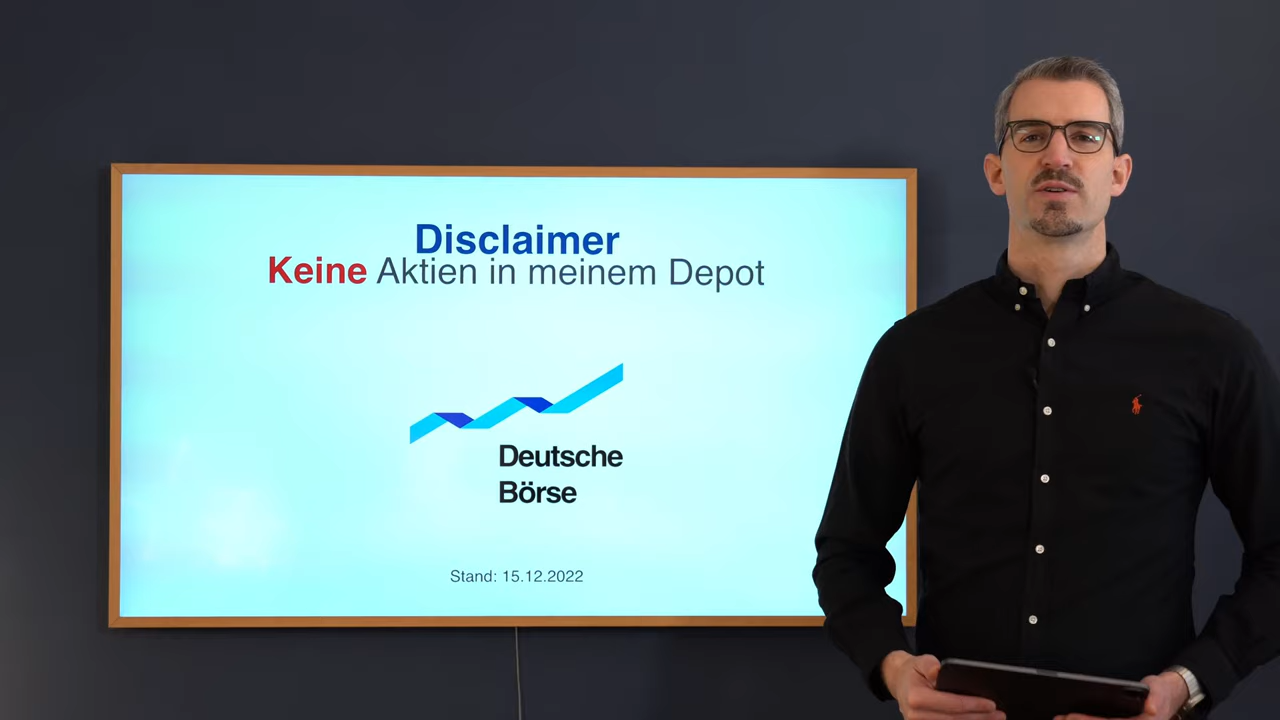 Disclaimer
Keine Aktien in meinem Depot
Deutsche
Börse
Stand: 15.12.2022